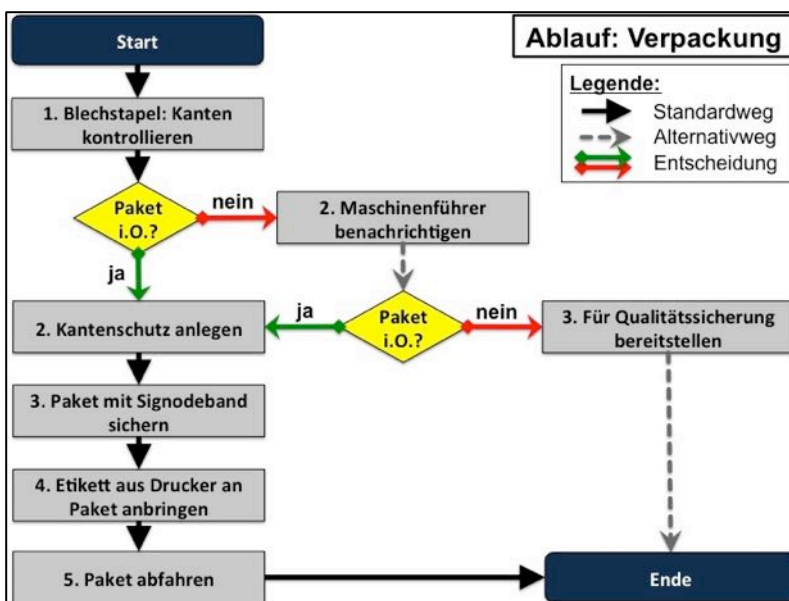 Start
Ablauf: Verpackung
Legende:
Standardweg
Alternativweg
Entscheidung
1. Blechstapel: Kanten
kontrollieren
Paket
i.O.?
nein
2. Maschinenführer
benachrichtigen
ja
2. Kantenschutz anlegen
ja
Paket
i.O.?
nein
3. Für Qualitätssicherung
bereitstellen
3. Paket mit Signodeband
sichern
4. Etikett aus Drucker an
Paket anbringen
5. Paket abfahren
Ende